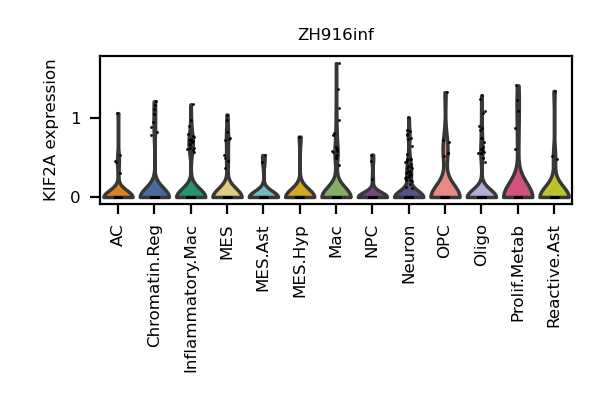 ZH916inf
KIF2A expression
1
0
AC
Chromatin.Reg
Inflammatory.Mac
MES
MES.Ast
MES.Hyp
Mac
NPC
Neuron
OPC
Oligo
Prolif.Metab
Reactive.Ast